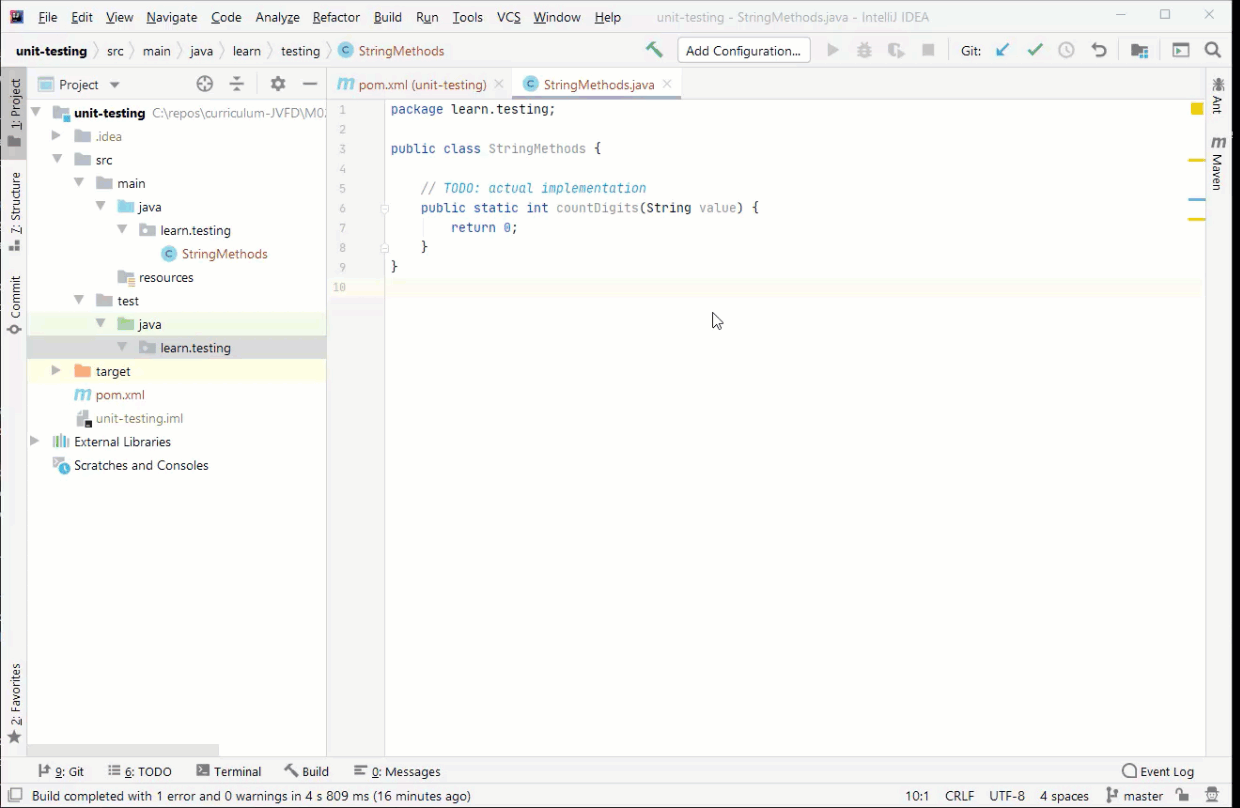 File Edit View Navigate Code Analyze Refactor Build Run Tools VCS Window Help unit-testing - StringMethods.java - IntelliJ IDEA
unit-testing src main java learn testing StringMethods Add Configuration... Git:
Project
pom.xml (unit-testing) StringMethods.java
1: Project
Z: Structure
Commit
2: Favorites
unit-testing C:\repos\curriculum-JVFD\M02
.idea
src
main
java
learn.testing
StringMethods
resources
test
java
learn.testing
target
pom.xml
unit-testing.iml
External Libraries
Scratches and Consoles
1 package learn.testing;
2
3 public class StringMethods {
4
5 // TODO: actual implementation
6 public static int countDigits(String value) {
7 return 0;
8 }
9 }
10
Ant
Maven
9: Git 6: TODO Terminal Build 0: Messages Event Log
Build completed with 1 error and 0 warnings in 4 s 809 ms (16 minutes ago) 10:1 CRLF UTF-8 4 spaces master